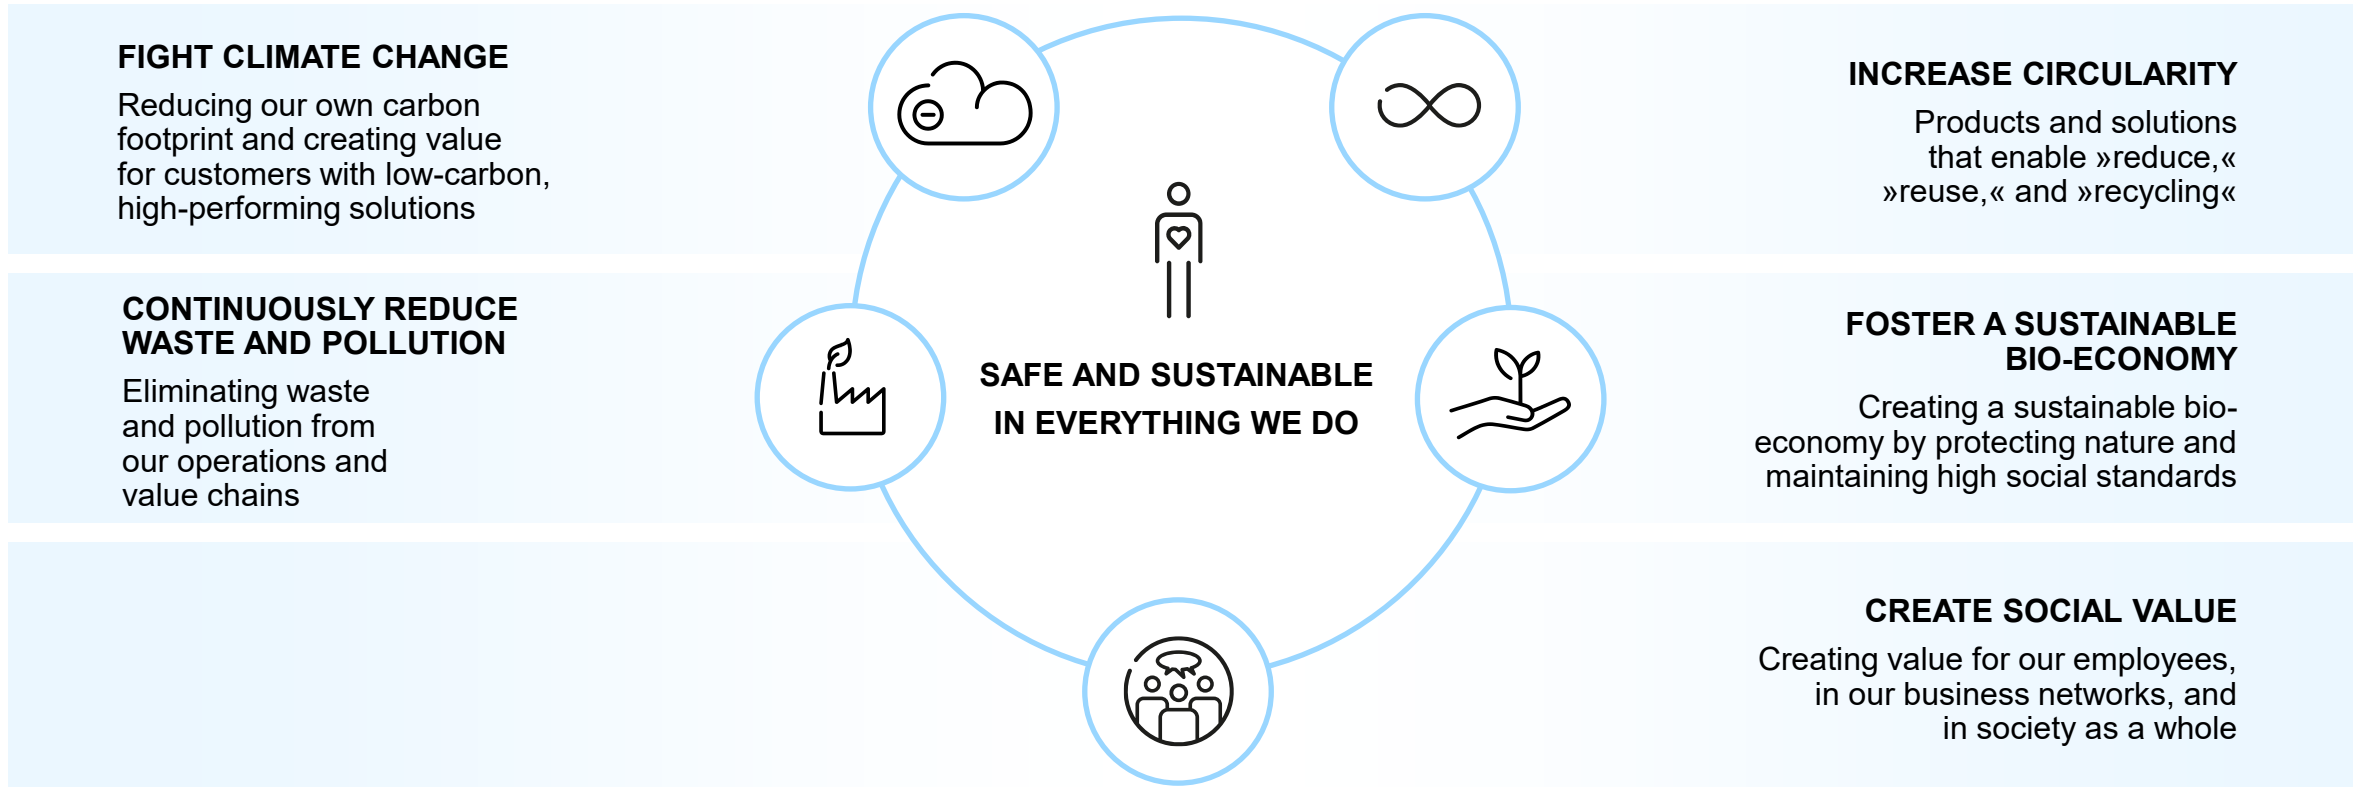 FIGHT CLIMATE CHANGE
Reducing our own carbon
footprint and creating value
for customers with low-carbon,
high-performing solutions
CONTINUOUSLY REDUCE
WASTE AND POLLUTION
Eliminating waste
and pollution from
our operations and
value chains
SAFE AND SUSTAINABLE
IN EVERYTHING WE DO
INCREASE CIRCULARITY
Products and solutions
that enable »reduce,«
»reuse,« and »recycling«
FOSTER A SUSTAINABLE
BIO-ECONOMY
Creating a sustainable bio-
economy by protecting nature and
maintaining high social standards
CREATE SOCIAL VALUE
Creating value for our employees,
in our business networks, and
in society as a whole